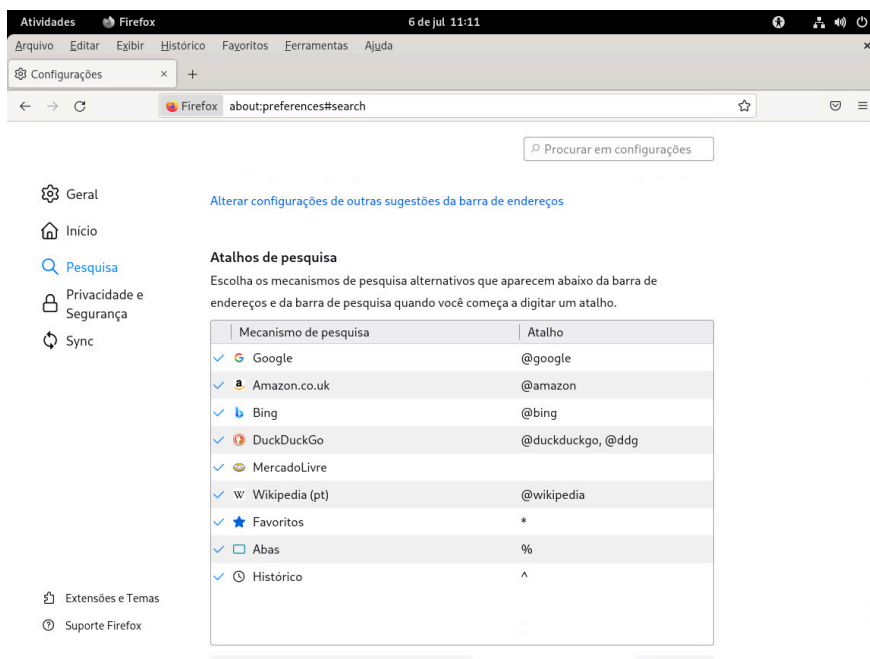 Atividades Firefox 6 de jul 11:11
Arquivo Editar Exibir Histórico Favoritos Ferramentas Ajuda
Configurações
Firefox about:preferences#search
Procurar em configurações
Geral
Início
Pesquisa
Privacidade e
Segurança
Sync
Extensões e Temas
Suporte Firefox
Alterar configurações de outras sugestões da barra de endereços
Atalhos de pesquisa
Escolha os mecanismos de pesquisa alternativos que aparecem abaixo da barra de
endereços e da barra de pesquisa quando você começa a digitar um atalho.
Mecanismo de pesquisa Atalho
Google @google
Amazon.co.uk @amazon
Bing @bing
DuckDuckGo @duckduckgo, @ddg
MercadoLivre
Wikipedia (pt) @wikipedia
Favoritos *
Abas %
Histórico ^